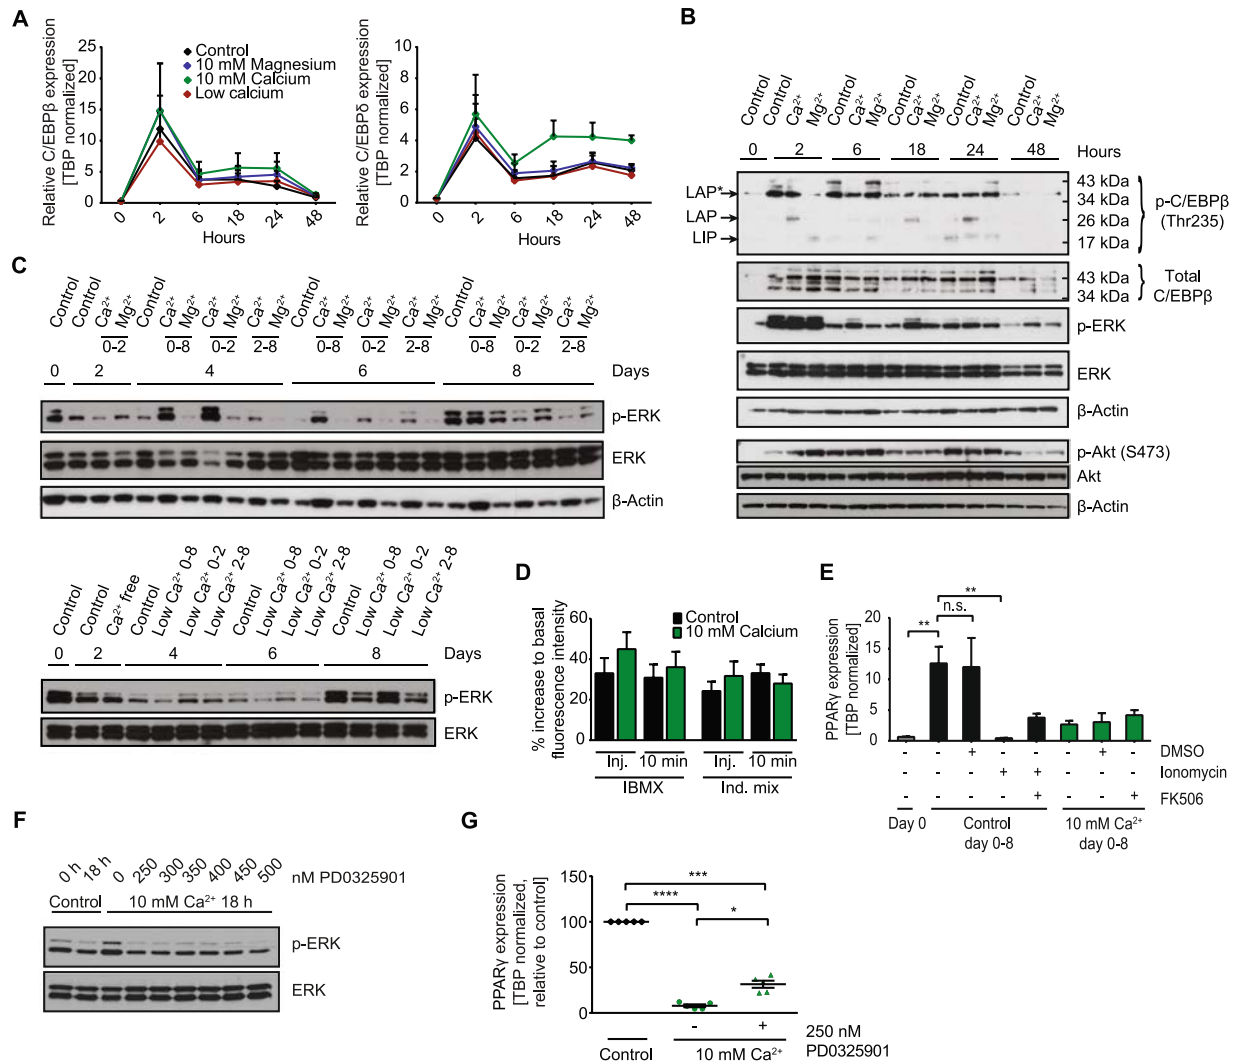 A
Relative C/EBPβ expression
[TBP normalized]
25
20
15
10
5
0
Control
10 mM Magnesium
10 mM Calcium
Low calcium
0 2 6 18 24 48
Hours
Relative C/EBPδ expression
[TBP normalized]
10
8
6
4
2
0
0 2 6 18 24 48
Hours
B
Control Control Ca²⁺ Mg²⁺ Control Ca²⁺ Mg²⁺ Control Ca²⁺ Mg²⁺ Control Ca²⁺ Mg²⁺ Control Ca²⁺ Mg²⁺
0 2 6 18 24 48 Hours
LAP*
LAP
LIP
43 kDa
34 kDa
26 kDa
17 kDa
p-C/EBPβ
(Thr235)
43 kDa
34 kDa
Total
C/EBPβ
p-ERK
ERK
β-Actin
p-Akt (S473)
Akt
β-Actin
C
Control Control Ca²⁺ Mg²⁺ Control Ca²⁺ Mg²⁺ Ca²⁺ Mg²⁺ Ca²⁺ Mg²⁺ Control Ca²⁺ Mg²⁺ Ca²⁺ Mg²⁺ Ca²⁺ Mg²⁺ Control Ca²⁺ Mg²⁺ Ca²⁺ Mg²⁺ Ca²⁺ Mg²⁺
0-2 0-8 0-2 2-8 0-8 0-2 2-8 0-8 0-2 2-8
0 2 4 6 8 Days
p-ERK
ERK
β-Actin
Control Control Ca²⁺ free Control Low Ca²⁺ 0-8 Low Ca²⁺ 0-2 Low Ca²⁺ 2-8 Control Low Ca²⁺ 0-8 Low Ca²⁺ 0-2 Low Ca²⁺ 2-8 Control Low Ca²⁺ 0-8 Low Ca²⁺ 0-2 Low Ca²⁺ 2-8
0 2 4 6 8 Days
p-ERK
ERK
D
% increase to basal
fluorescence intensity
60
40
20
0
Control
10 mM Calcium
Inj. 10 min Inj. 10 min
IBMX Ind. mix
E
PPARγ expression
[TBP normalized]
20
15
10
5
0
**
n.s.
**
- - + - - - + - DMSO
- - - + + - - - Ionomycin
- - - - + - - + FK506
Day 0 Control
day 0-8
10 mM Ca²⁺
day 0-8
F
0 h 18 h 0 250 300 350 400 450 500 nM PD0325901
Control 10 mM Ca²⁺ 18 h
p-ERK
ERK
G
PPARγ expression
[TBP normalized,
relative to control]
150
100
50
0
***
****
*
- + 250 nM
PD0325901
Control 10 mM Ca²⁺